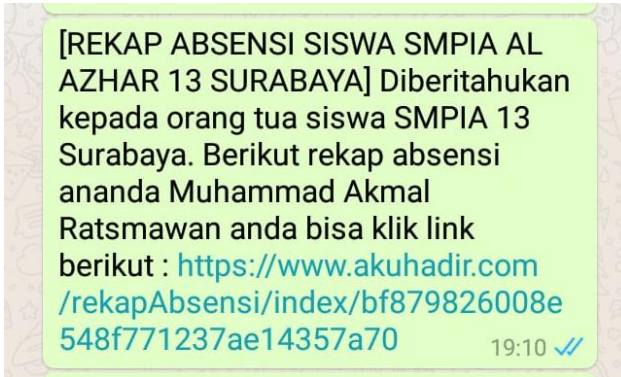 [REKAP ABSENSI SISWA SMPIA AL
AZHAR 13 SURABAYA] Diberitahukan
kepada orang tua siswa SMPIA 13
Surabaya. Berikut rekap absensi
ananda Muhammad Akmal
Ratsmawan anda bisa klik link
berikut : https://www.akuhadir.com
/rekapAbsensi/index/bf879826008e
548f771237ae14357a70
19:10